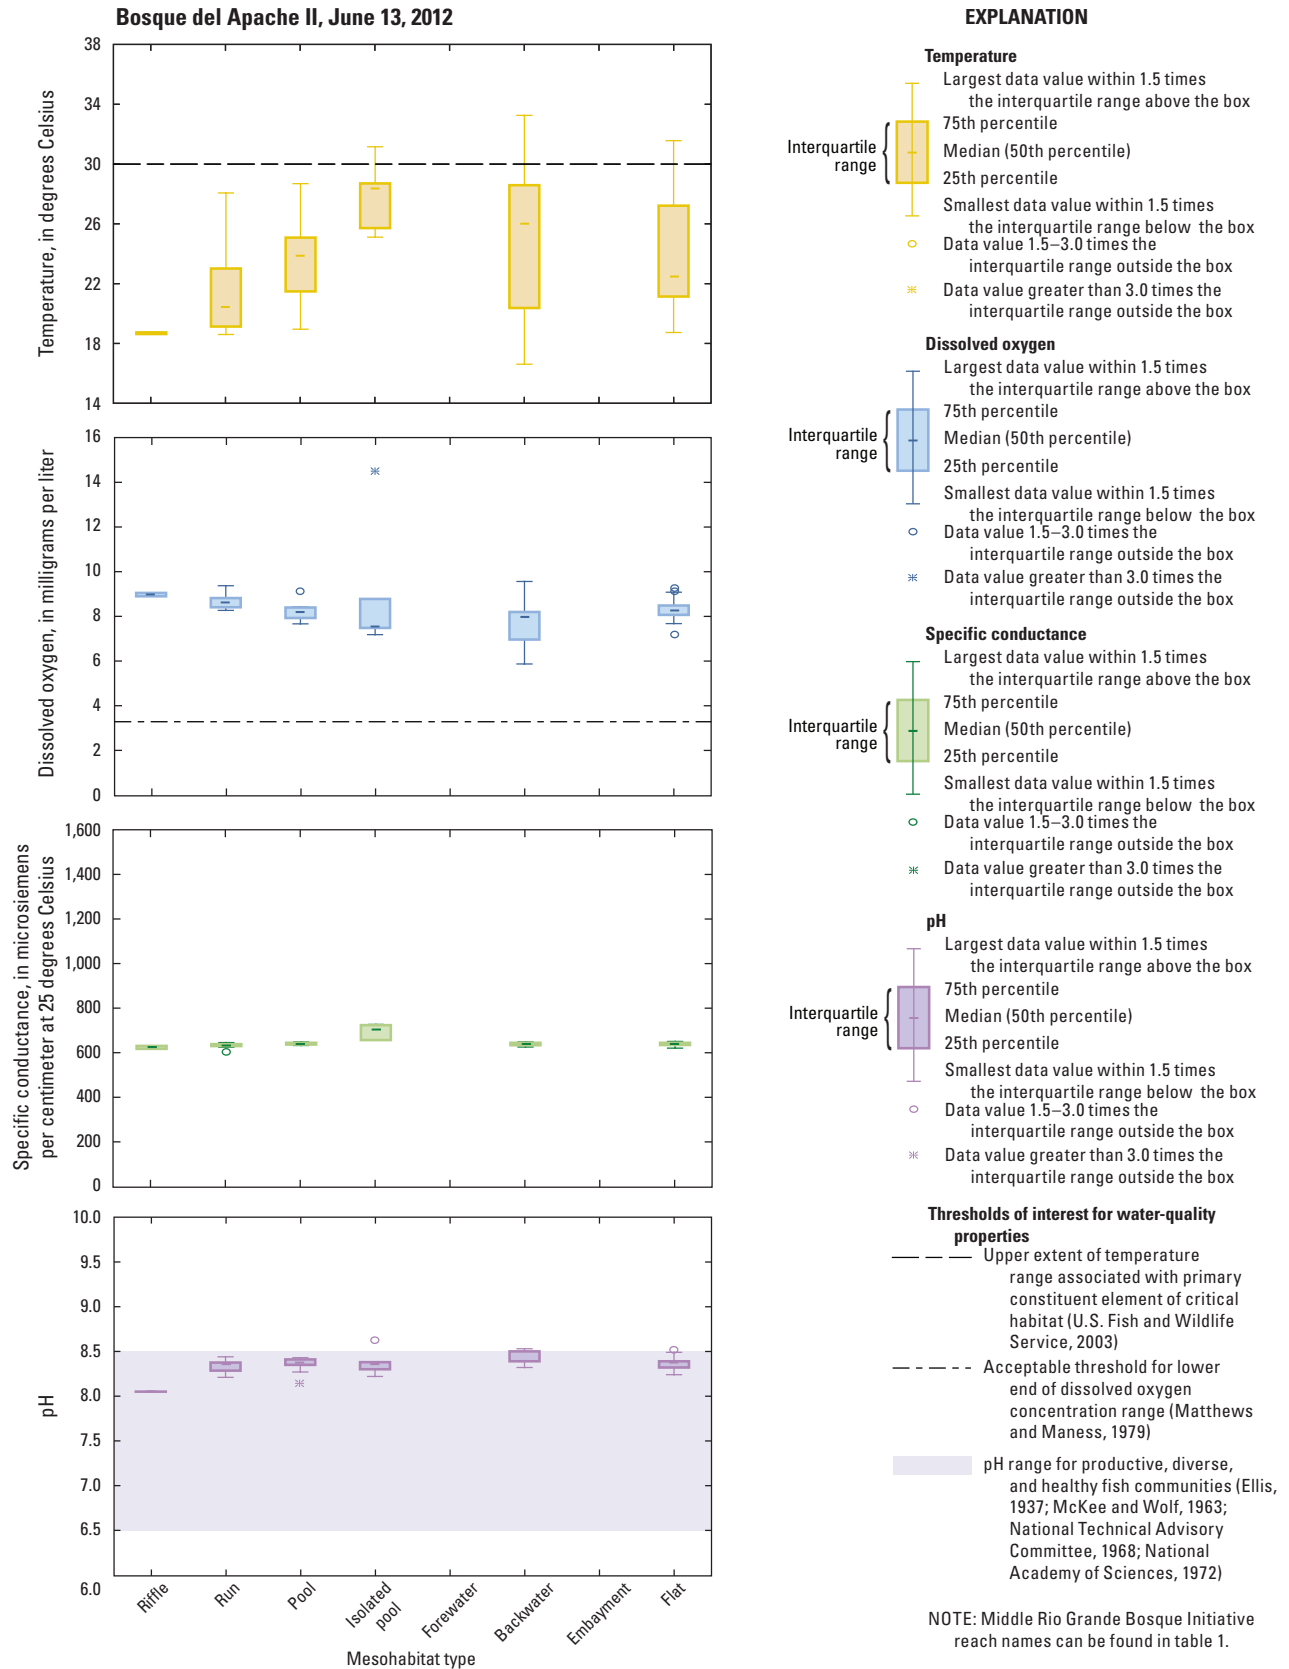 Bosque del Apache II, June 13, 2012
Temperature, in degrees Celsius
38
34
30
26
22
18
14
Dissolved oxygen, in milligrams per liter
16
14
12
10
8
6
4
2
0
Specific conductance, in microsiemens
per centimeter at 25 degrees Celsius
1,600
1,400
1,200
1,000
800
600
400
200
0
pH
10.0
9.5
9.0
8.5
8.0
7.5
7.0
6.5
6.0
Riffle
Run
Pool
Isolated
pool
Forewater
Backwater
Embayment
Flat
Mesohabitat type
EXPLANATION
Temperature
Largest data value within 1.5 times
the interquartile range above the box
75th percentile
Interquartile
range
Median (50th percentile)
25th percentile
Smallest data value within 1.5 times
the interquartile range below the box
Data value 1.5–3.0 times the
interquartile range outside the box
Data value greater than 3.0 times the
interquartile range outside the box
Dissolved oxygen
Largest data value within 1.5 times
the interquartile range above the box
75th percentile
Interquartile
range
Median (50th percentile)
25th percentile
Smallest data value within 1.5 times
the interquartile range below the box
Data value 1.5–3.0 times the
interquartile range outside the box
Data value greater than 3.0 times the
interquartile range outside the box
Specific conductance
Largest data value within 1.5 times
the interquartile range above the box
75th percentile
Interquartile
range
Median (50th percentile)
25th percentile
Smallest data value within 1.5 times
the interquartile range below the box
Data value 1.5–3.0 times the
interquartile range outside the box
Data value greater than 3.0 times the
interquartile range outside the box
pH
Largest data value within 1.5 times
the interquartile range above the box
75th percentile
Interquartile
range
Median (50th percentile)
25th percentile
Smallest data value within 1.5 times
the interquartile range below the box
Data value 1.5–3.0 times the
interquartile range outside the box
Data value greater than 3.0 times the
interquartile range outside the box
Thresholds of interest for water-quality
properties
Upper extent of temperature
range associated with primary
constituent element of critical
habitat (U.S. Fish and Wildlife
Service, 2003)
Acceptable threshold for lower
end of dissolved oxygen
concentration range (Matthews
and Maness, 1979)
pH range for productive, diverse,
and healthy fish communities (Ellis,
1937; McKee and Wolf, 1963;
National Technical Advisory
Committee, 1968; National
Academy of Sciences, 1972)
NOTE: Middle Rio Grande Bosque Initiative
reach names can be found in table 1.